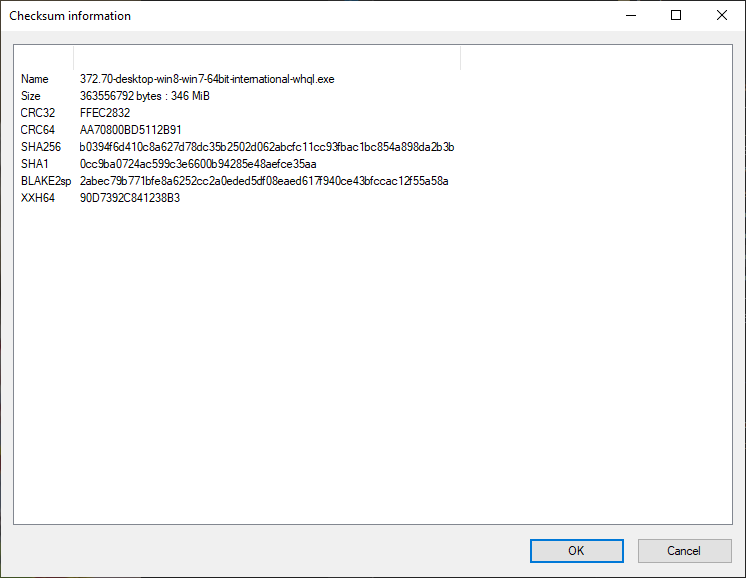 Checksum information
Name 372.70-desktop-win8-win7-64bit-international-whql.exe
Size 363556792 bytes : 346 MiB
CRC32 FFEC2832
CRC64 AA70800BD5112B91
SHA256 b0394f6d410c8a627d78dc35b2502d062abcfc11cc93fbac1bc854a898da2b3b
SHA1 0cc9ba0724ac599c3e6600b94285e48aefce35aa
BLAKE2sp 2abec79b771bfe8a6252cc2a0eded5df08eaed617f940ce43bfccac12f55a58a
XXH64 90D7392C841238B3
OK Cancel